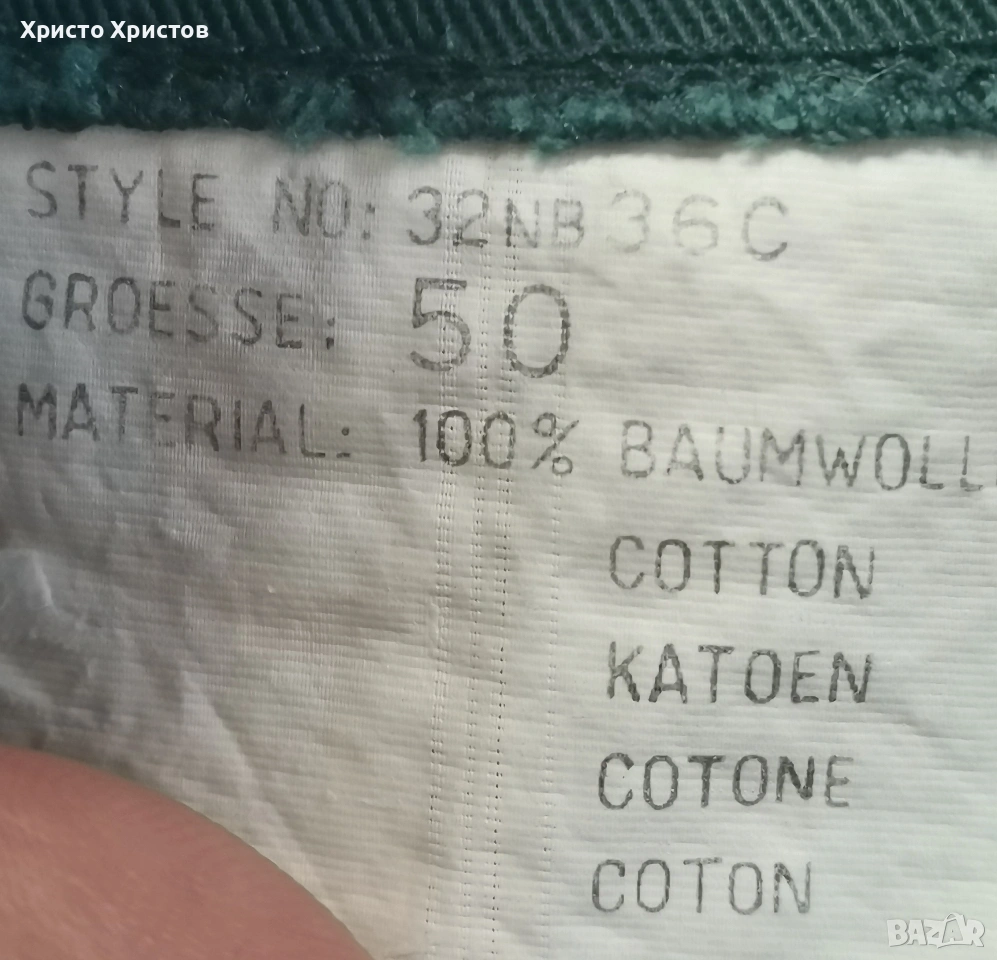 Христо Христов
STYLE NO: 32NB36C
GROESSE: 50
MATERIAL: 100% BAUMWOLL
COTTON
KATOEN
COTONE
COTON
BAZAR